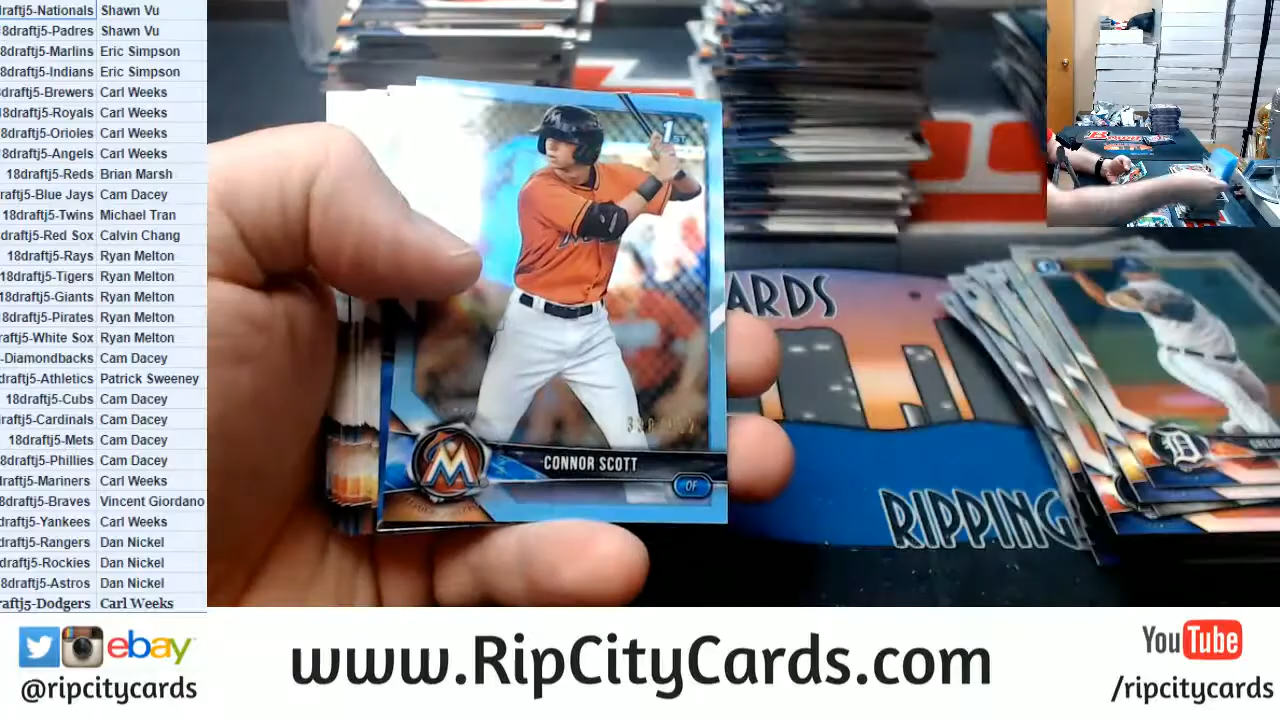 raftj5-Nationals Shawn Vu
8draftj5-Padres Shawn Vu
8draftj5-Marlins Eric Simpson
8draftj5-Indians Eric Simpson
draftj5-Brewers Carl Weeks
8draftj5-Royals Carl Weeks
8draftj5-Orioles Carl Weeks
8draftj5-Angels Carl Weeks
18draftj5-Reds Brian Marsh
draftj5-Blue Jays Cam Dacey
18draftj5-Twins Michael Tran
draftj5-Red Sox Calvin Chang
18draftj5-Rays Ryan Melton
18draftj5-Tigers Ryan Melton
18draftj5-Giants Ryan Melton
8draftj5-Pirates Ryan Melton
raftj5-White Sox Ryan Melton
-Diamondbacks Cam Dacey
draftj5-Athletics Patrick Sweeney
18draftj5-Cubs Cam Dacey
draftj5-Cardinals Cam Dacey
18draftj5-Mets Cam Dacey
8draftj5-Phillies Cam Dacey
draftj5-Mariners Carl Weeks
8draftj5-Braves Vincent Giordano
draftj5-Yankees Carl Weeks
draftj5-Rangers Dan Nickel
draftj5-Rockies Dan Nickel
8draftj5-Astros Dan Nickel
raftj5-Dodgers Carl Weeks
1ST
CONNOR SCOTT
OF
M
ARDS
RIPPING
D
ebay
@ripcitycards
www.RipCityCards.com
YouTube
/ripcitycards